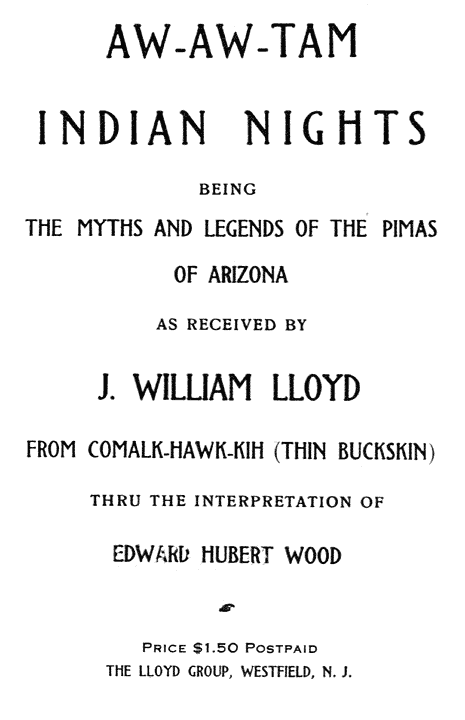 AW-AW-TAM
INDIAN NIGHTS
BEING
THE MYTHS AND LEGENDS OF THE PIMAS
OF ARIZONA
AS RECEIVED BY
J. WILLIAM LLOYD
FROM COMALK-HAWK-KIH (THIN BUCKSKIN)
THRU THE INTERPRETATION OF
EDWARD HUBERT WOOD
PRICE $1.50 POSTPAID
THE LLOYD GROUP, WESTFIELD, N. J.